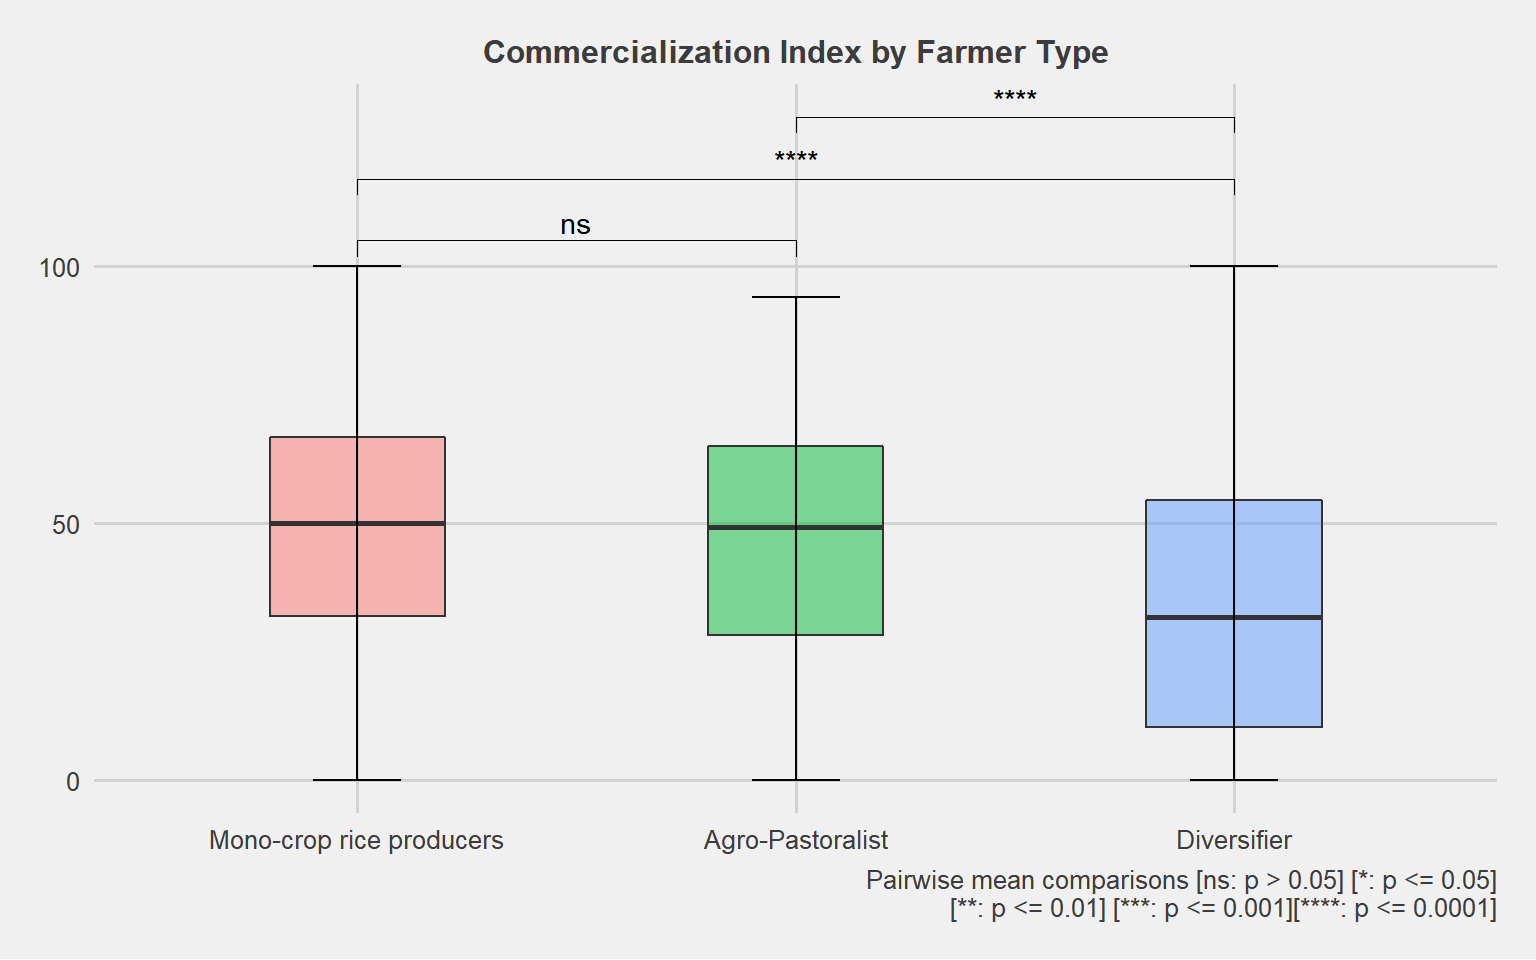 Commercialization Index by Farmer Type
****
****
ns
100
50
0
Mono-crop rice producers
Agro-Pastoralist
Diversifier
Pairwise mean comparisons [ns: p > 0.05] [*: p <= 0.05]
[**: p <= 0.01] [***: p <= 0.001][****: p <= 0.0001]